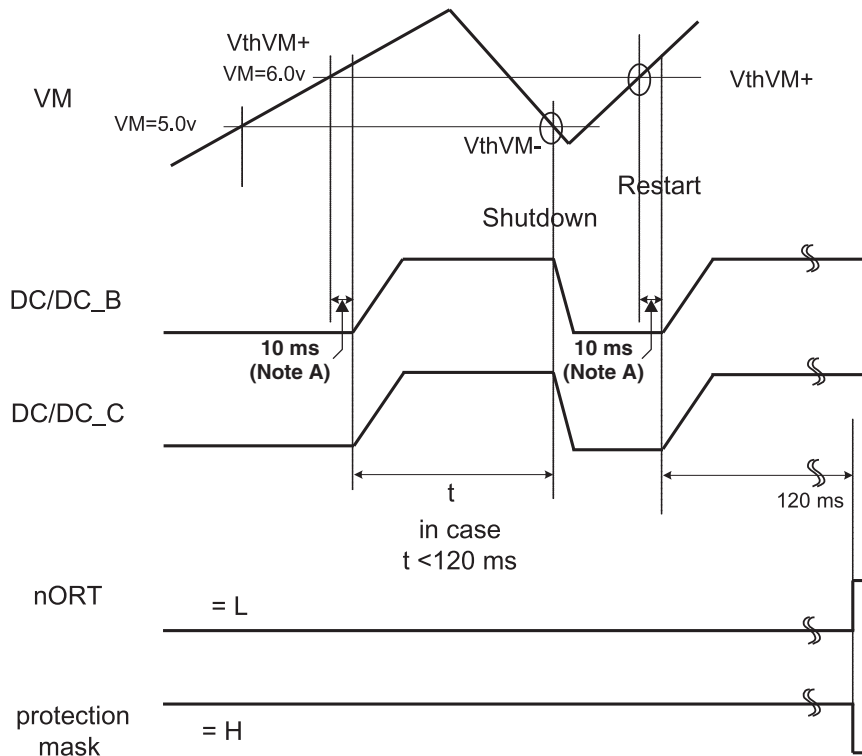 VthVM+
VM=6.0v
VM
VthVM+
VM=5.0v
VthVM-
Restart
Shutdown
DC/DC_B
10 ms
(Note A)
10 ms
(Note A)
DC/DC_C
t
120 ms
in case
t <120 ms
nORT
= L
protection
mask
= H